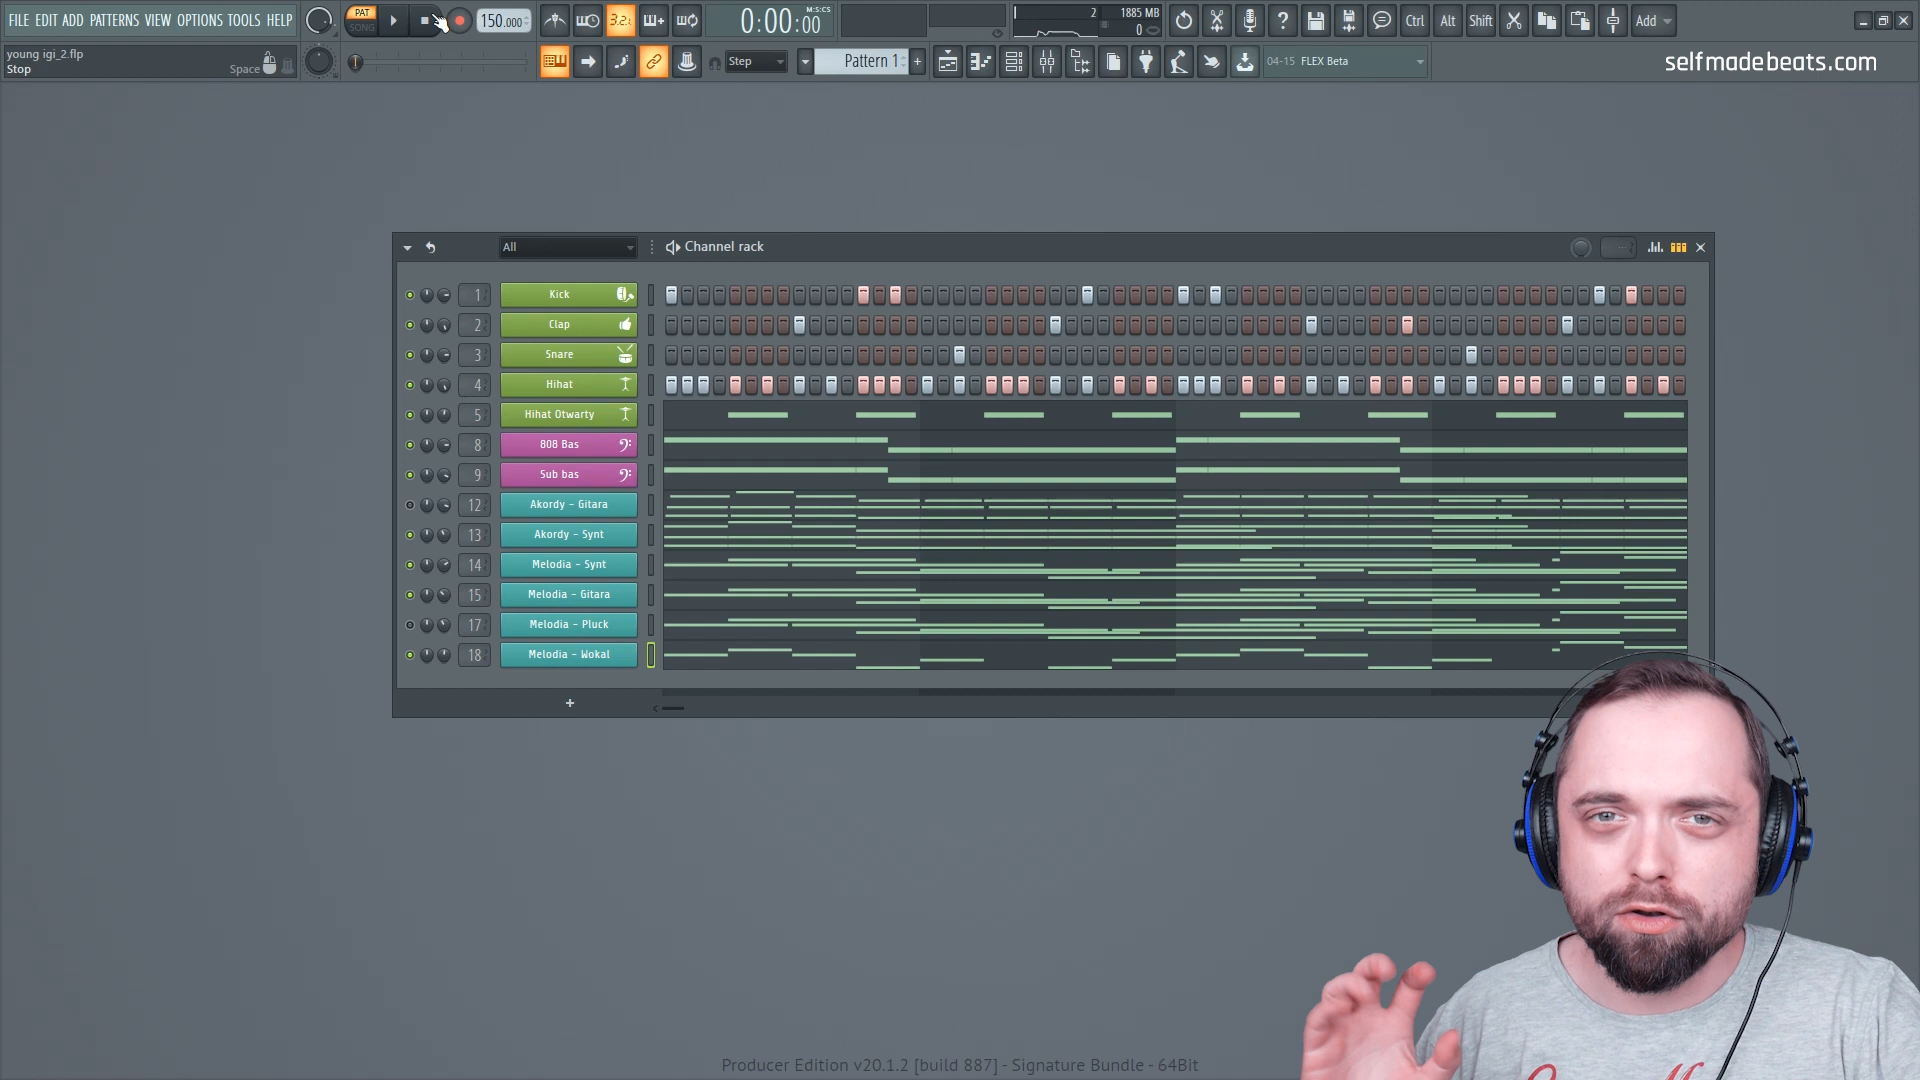 FILE EDIT ADD PATTERNS VIEW OPTIONS TOOLS HELP
PAT
SONG
150.000
3.2.
0:00:00
M:S:CS
2
1885 MB
0
Ctrl
Alt
Shift
Add
young igi_2.flp
Stop
Space
Step
Pattern 1
+
04-15 FLEX Beta
selfmadebeats.com
All
Channel rack
1 Kick
2 Clap
3 Snare
4 Hihat
5 Hihat Otwarty
8 808 Bas
9 Sub bas
12 Akordy - Gitara
13 Akordy - Synt
14 Melodia - Synt
15 Melodia - Gitara
17 Melodia - Pluck
18 Melodia - Wokal
+
Producer Edition v20.1.2 [build 887] - Signature Bundle - 64Bit